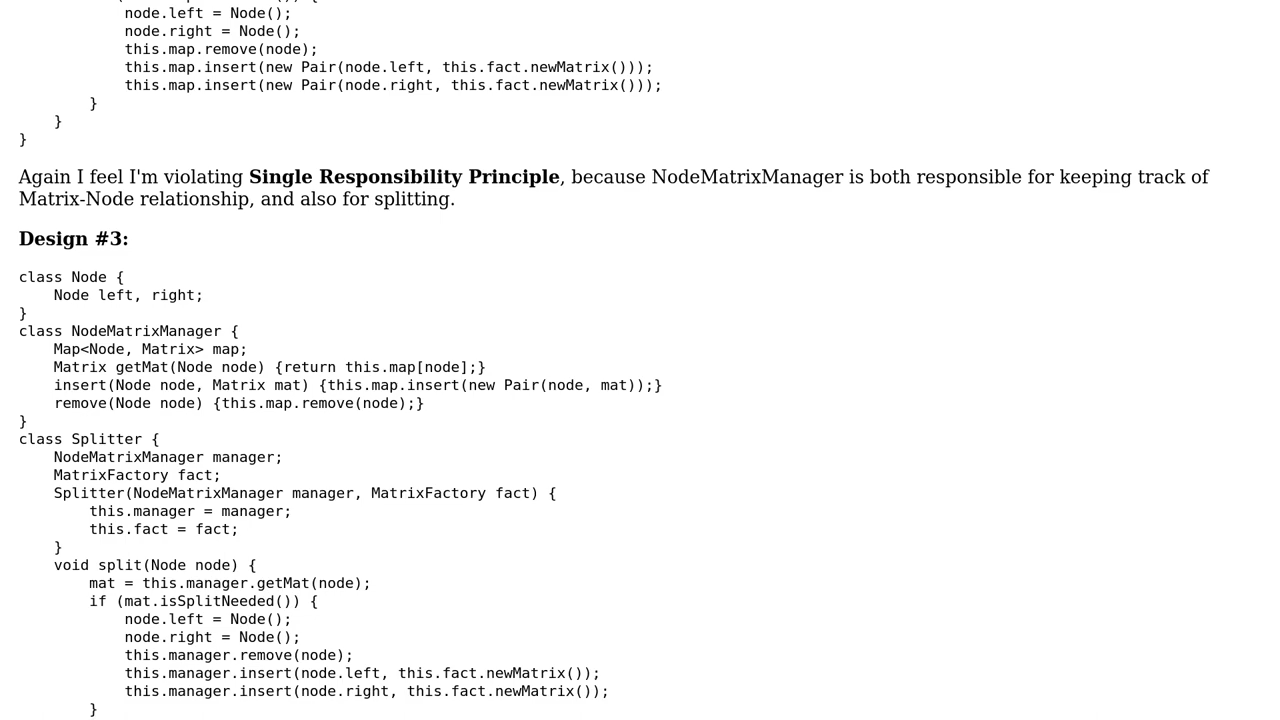 node.left = Node();
            node.right = Node();
            this.map.remove(node);
            this.map.insert(new Pair(node.left, this.fact.newMatrix()));
            this.map.insert(new Pair(node.right, this.fact.newMatrix()));
        }
    }
}
Again I feel I'm violating Single Responsibility Principle, because NodeMatrixManager is both responsible for keeping track of
Matrix-Node relationship, and also for splitting.
Design #3:
class Node {
    Node left, right;
}
class NodeMatrixManager {
    Map<Node, Matrix> map;
    Matrix getMat(Node node) {return this.map[node];}
    insert(Node node, Matrix mat) {this.map.insert(new Pair(node, mat));}
    remove(Node node) {this.map.remove(node);}
}
class Splitter {
    NodeMatrixManager manager;
    MatrixFactory fact;
    Splitter(NodeMatrixManager manager, MatrixFactory fact) {
        this.manager = manager;
        this.fact = fact;
    }
    void split(Node node) {
        mat = this.manager.getMat(node);
        if (mat.isSplitNeeded()) {
            node.left = Node();
            node.right = Node();
            this.manager.remove(node);
            this.manager.insert(node.left, this.fact.newMatrix());
            this.manager.insert(node.right, this.fact.newMatrix());
        }